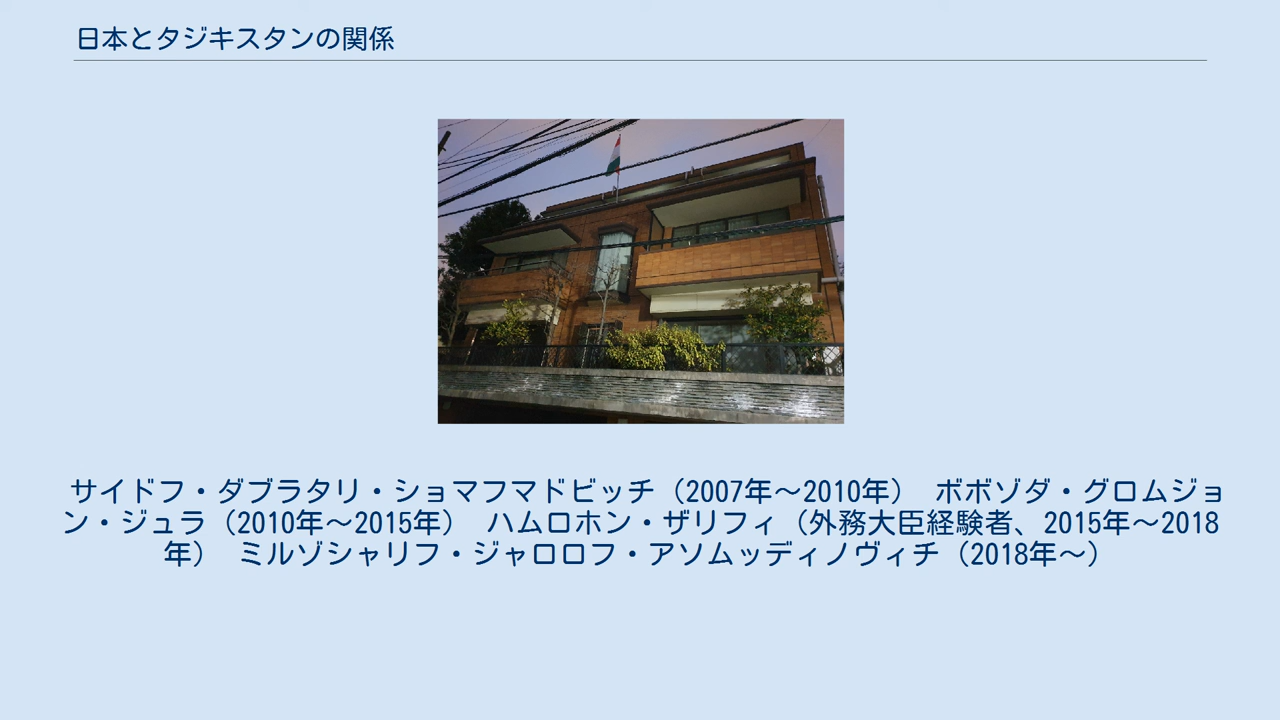 日本とタジキスタンの関係
サイドフ・ダブラタリ・ショマフマドビッチ（2007年〜2010年） ボボゾダ・グロムジョ
ン・ジュラ（2010年〜2015年） ハムロホン・ザリフィ（外務大臣経験者、2015年〜2018
年） ミルゾシャリフ・ジャロロフ・アソムッディノヴィチ（2018年〜）